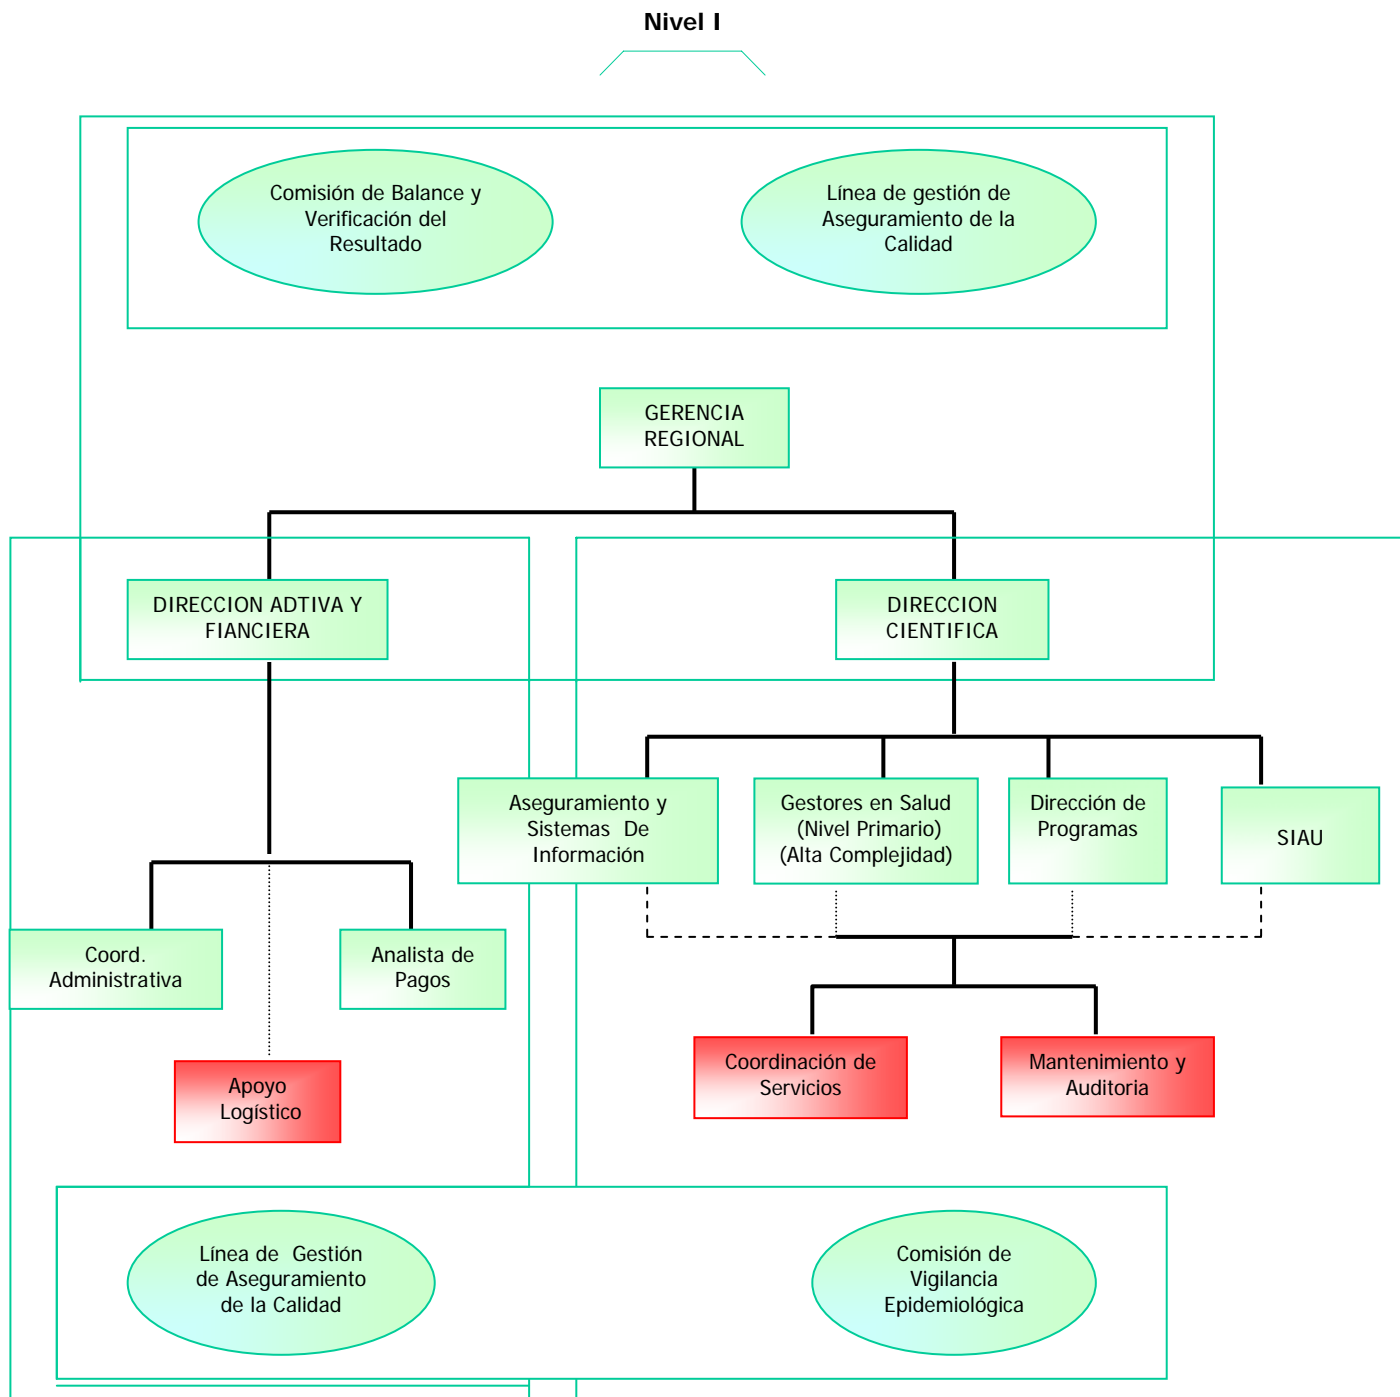 Nivel I
Comisión de Balance y
Verificación del
Resultado
Línea de gestión de
Aseguramiento de la
Calidad
GERENCIA
REGIONAL
DIRECCION ADTIVA Y
FIANCIERA
DIRECCION
CIENTIFICA
Aseguramiento y
Sistemas De
Información
Gestores en Salud
(Nivel Primario)
(Alta Complejidad)
Dirección de
Programas
SIAU
Coord.
Administrativa
Analista de
Pagos
Apoyo
Logístico
Coordinación de
Servicios
Mantenimiento y
Auditoria
Línea de Gestión
de Aseguramiento
de la Calidad
Comisión de
Vigilancia
Epidemiológica